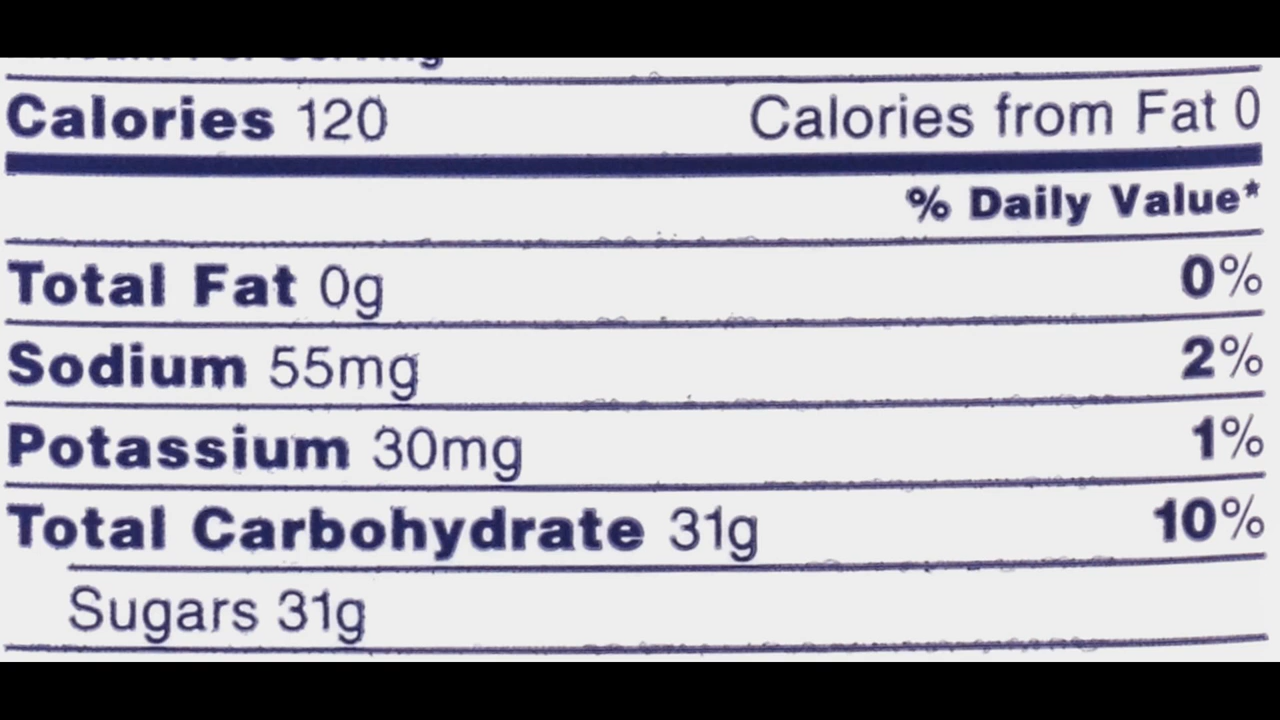 Calories 120 Calories from Fat 0
% Daily Value*
Total Fat 0g 0%
Sodium 55mg 2%
Potassium 30mg 1%
Total Carbohydrate 31g 10%
Sugars 31g